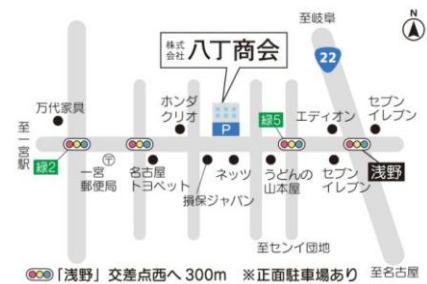 至岐阜
N
株式
会社 八丁商会
22
万代家具
ホンダ
クリオ
P
緑5
エディオン
セブン
イレブン
至一宮駅
緑2
〒
一宮
郵便局
名古屋
トヨペット
損保ジャパン
ネッツ
うどんの
山本屋
セブン
イレブン
浅野
至センイ団地
「浅野」交差点西へ 300m ※正面駐車場あり
至名古屋